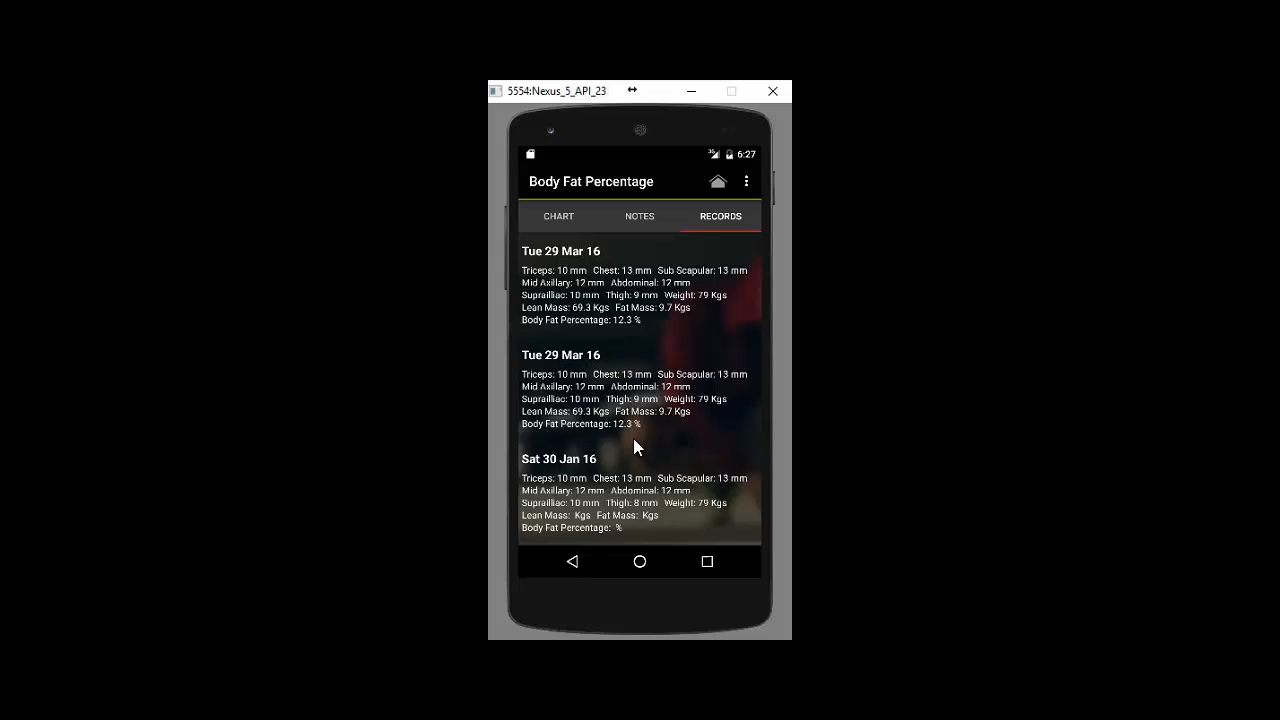 5554:Nexus_5_API_23
3G 6:27
Body Fat Percentage
CHART NOTES RECORDS
Tue 29 Mar 16
Triceps: 10 mm Chest: 13 mm Sub Scapular: 13 mm
Mid Axillary: 12 mm Abdominal: 12 mm
Suprailliac: 10 mm Thigh: 9 mm Weight: 79 Kgs
Lean Mass: 69.3 Kgs Fat Mass: 9.7 Kgs
Body Fat Percentage: 12.3 %
Tue 29 Mar 16
Triceps: 10 mm Chest: 13 mm Sub Scapular: 13 mm
Mid Axillary: 12 mm Abdominal: 12 mm
Suprailliac: 10 mm Thigh: 9 mm Weight: 79 Kgs
Lean Mass: 69.3 Kgs Fat Mass: 9.7 Kgs
Body Fat Percentage: 12.3 %
Sat 30 Jan 16
Triceps: 10 mm Chest: 13 mm Sub Scapular: 13 mm
Mid Axillary: 12 mm Abdominal: 12 mm
Suprailliac: 10 mm Thigh: 8 mm Weight: 79 Kgs
Lean Mass: Kgs Fat Mass: Kgs
Body Fat Percentage: %